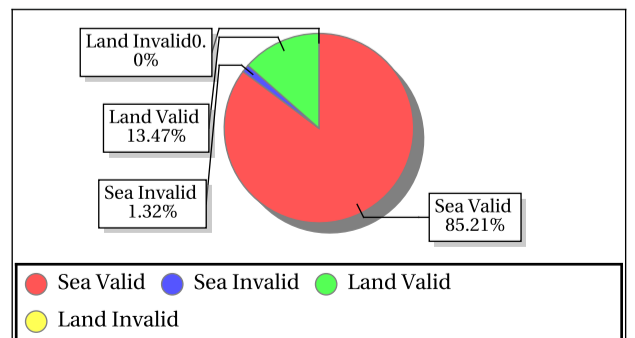 Land Invalid0.
0%
Land Valid
13.47%
Sea Invalid
1.32%
Sea Valid
85.21%
Sea Valid Sea Invalid Land Valid
Land Invalid